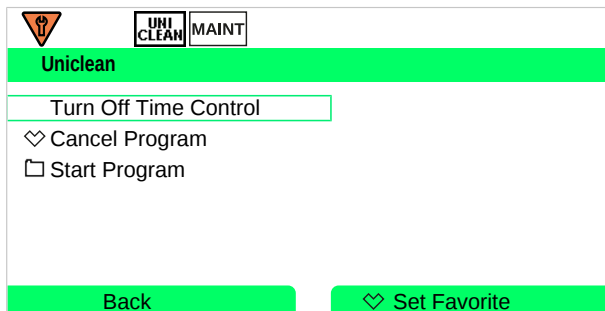 UNI
CLEAN MAINT
Uniclean
Turn Off Time Control
Cancel Program
Start Program
Back
Set Favorite